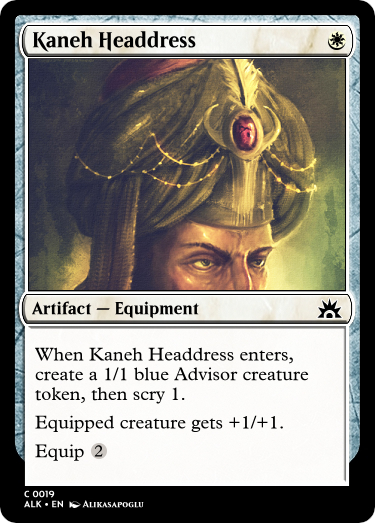 Kaneh Headdress
Artifact — Equipment
When Kaneh Headdress enters,
create a 1/1 blue Advisor creature
token, then scry 1.
Equipped creature gets +1/+1.
Equip 2
C 0019
ALK • EN Alikasapoglu